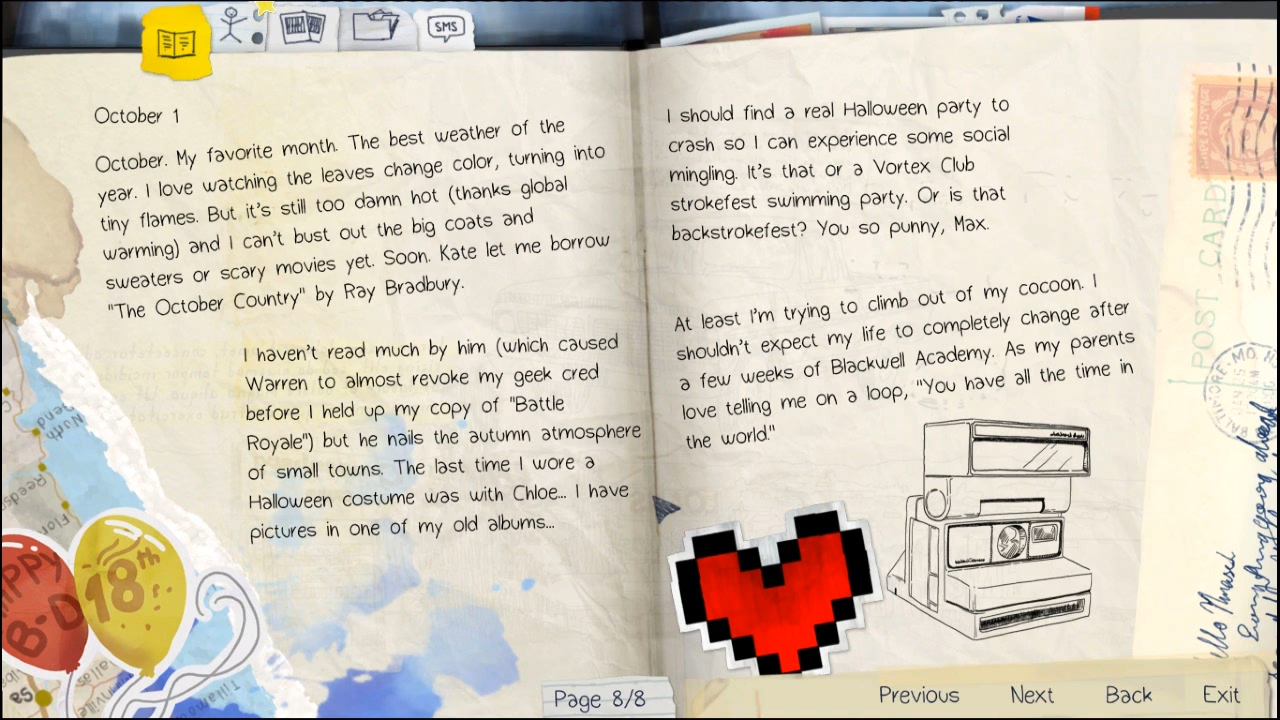 SMS
October 1
October. My favorite month. The best weather of the
year. I love watching the leaves change color, turning into
tiny flames. But it's still too damn hot (thanks global
warming) and I can't bust out the big coats and
sweaters or scary movies yet. Soon. Kate let me borrow
"The October Country" by Ray Bradbury.
I haven't read much by him (which caused
Warren to almost revoke my geek cred
before I held up my copy of "Battle
Royale") but he nails the autumn atmosphere
of small towns. The last time I wore a
Halloween costume was with Chloe... I have
pictures in one of my old albums...
I should find a real Halloween party to
crash so I can experience some social
mingling. It's that or a Vortex Club
strokefest swimming party. Or is that
backstrokefest? You so punny, Max.
At least I'm trying to climb out of my cocoon. I
shouldn't expect my life to completely change after
a few weeks of Blackwell Academy. As my parents
love telling me on a loop, "You have all the time in
the world."
North
Bend
18th
B-D
POST CARD
Page 8/8
Previous
Next
Back
Exit